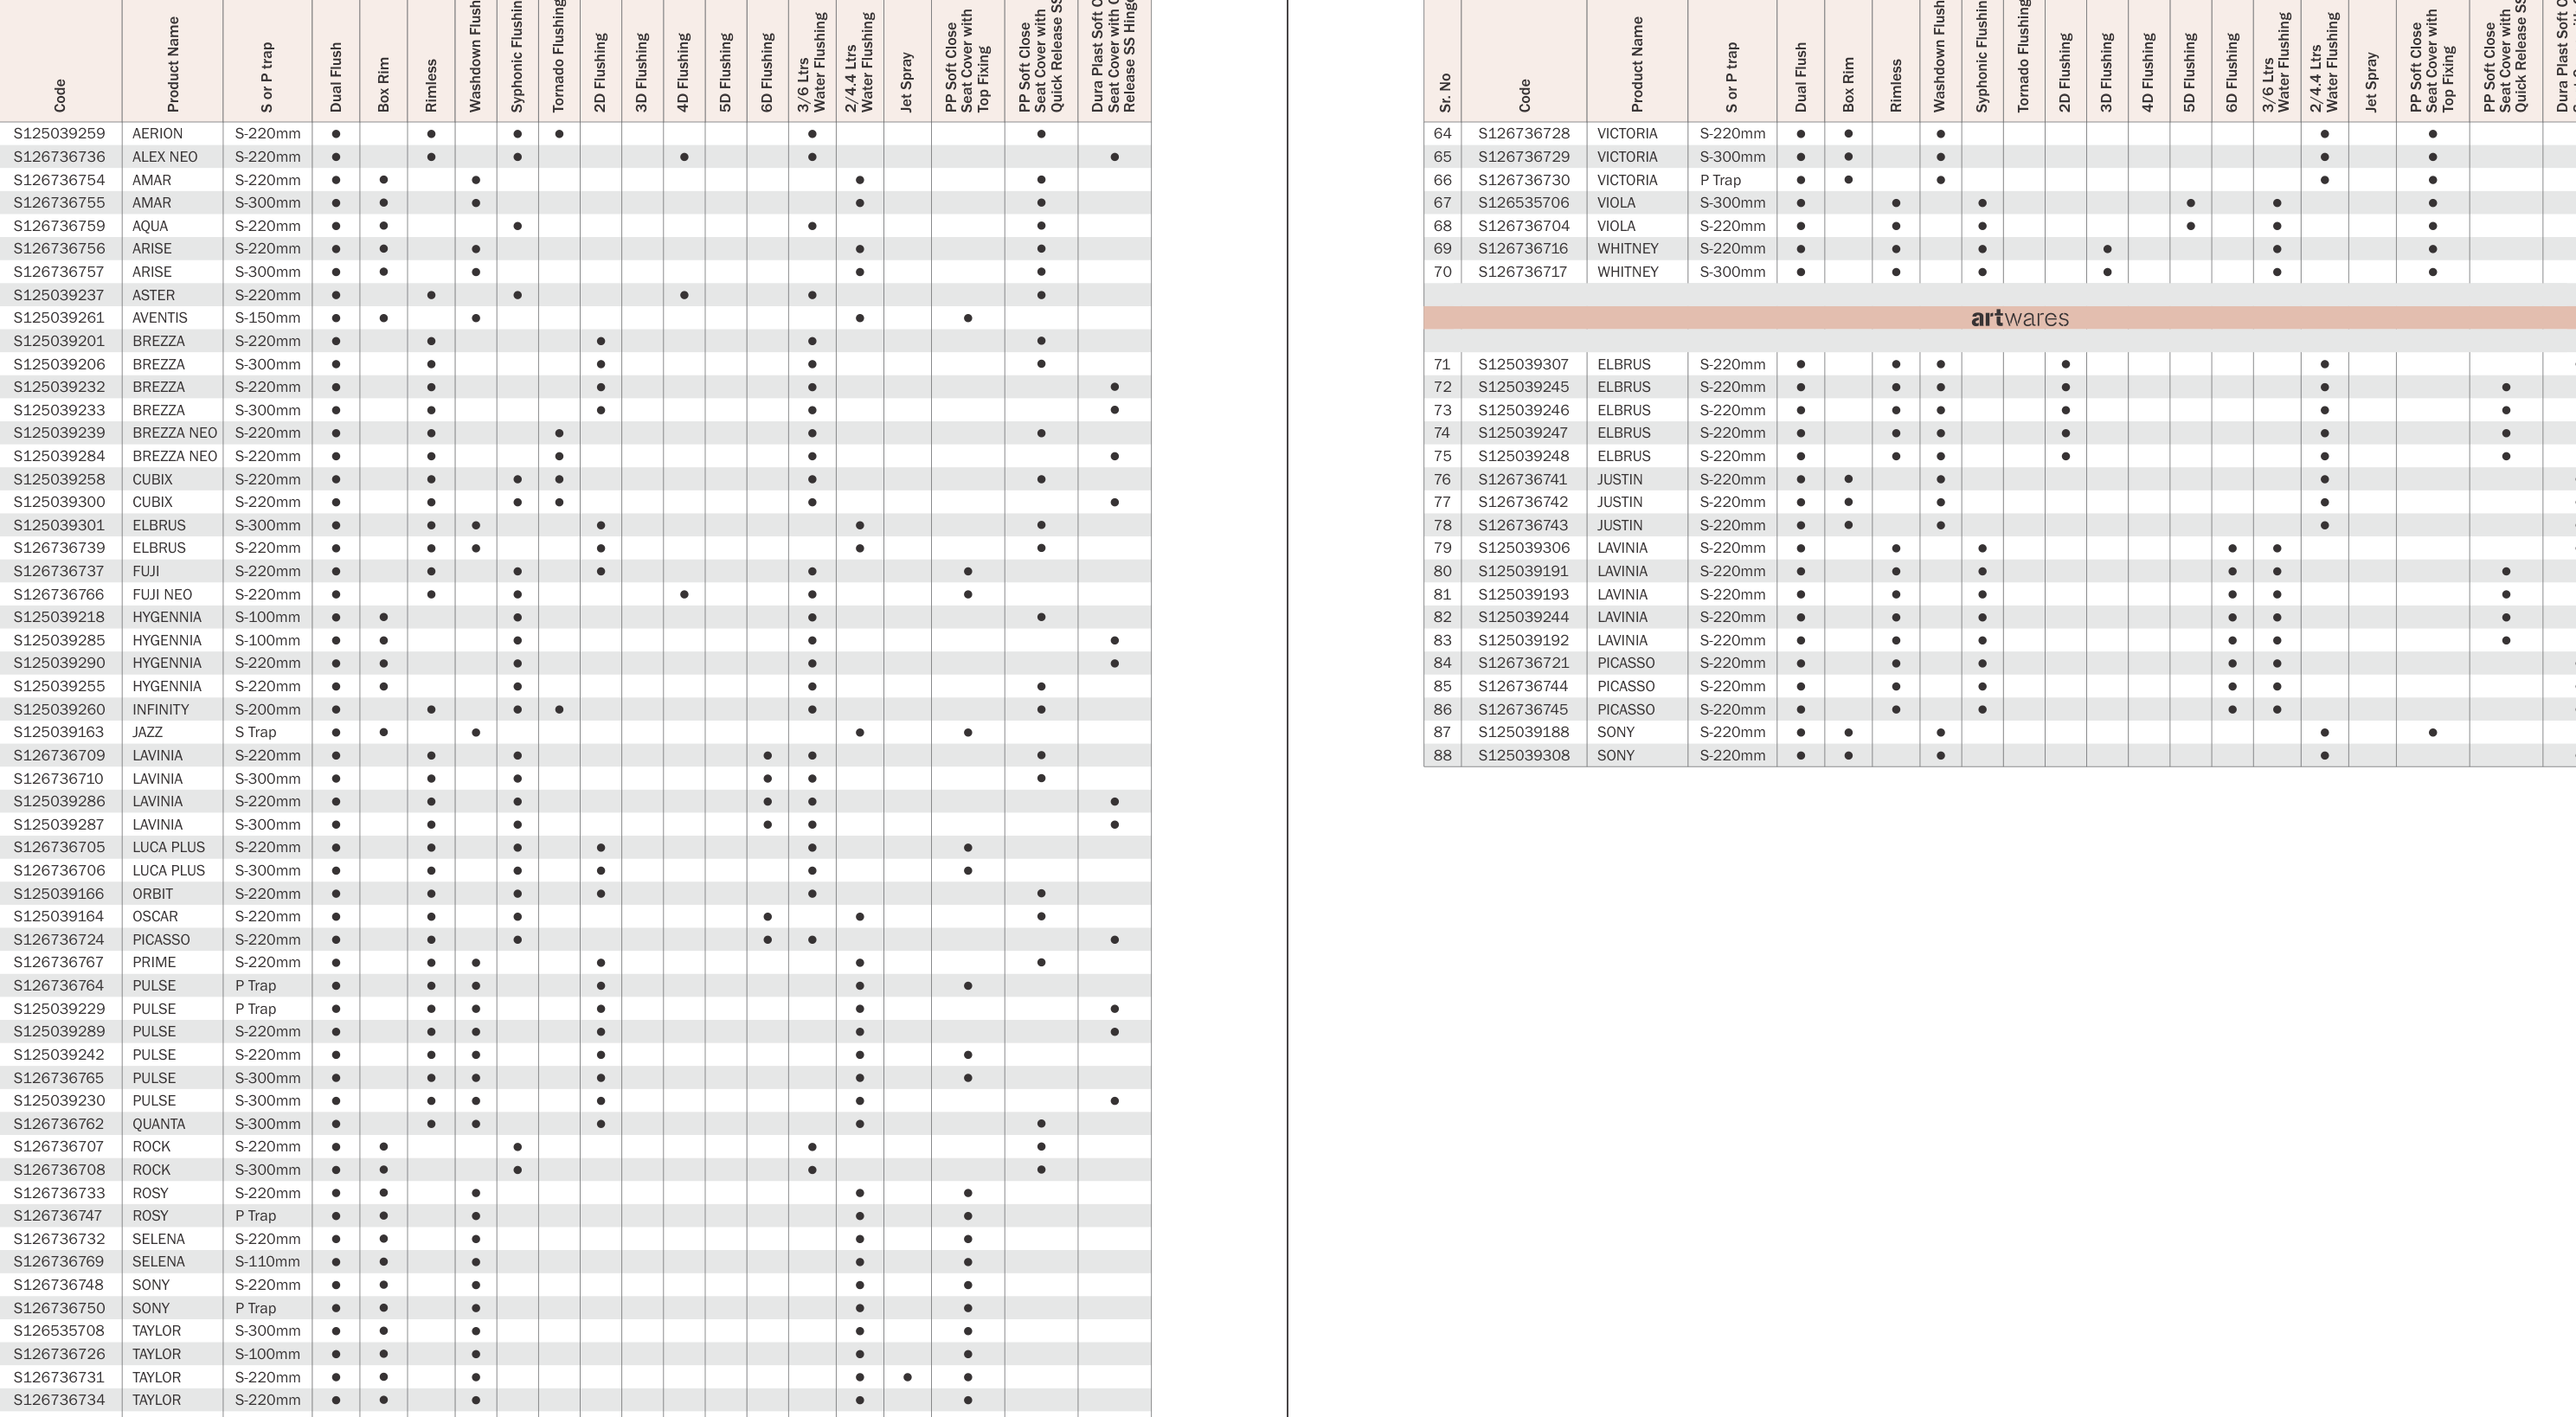 Code Product Name S or P trap Dual Flush Box Rim Rimless Washdown Flush Syphonic Flushin Tornado Flushing 2D Flushing 3D Flushing 4D Flushing 5D Flushing 6D Flushing 3/6 Ltrs Water Flushing 2/4.4 Ltrs Water Flushing Jet Spray PP Soft Close Seat Cover with Top Fixing PP Soft Close Seat Cover with Quick Release SS Dura Plast Soft Seat Cover with Release SS Hinge
S125039259 AERION S-220mm ● ● ● ● ● ●
S126736736 ALEX NEO S-220mm ● ● ● ● ● ●
S126736754 AMAR S-220mm ● ● ● ● ●
S126736755 AMAR S-300mm ● ● ● ● ●
S126736759 AQUA S-220mm ● ● ● ● ●
S126736756 ARISE S-220mm ● ● ● ● ●
S126736757 ARISE S-300mm ● ● ● ● ●
S125039237 ASTER S-220mm ● ● ● ● ● ●
S125039261 AVENTIS S-150mm ● ● ● ● ●
S125039201 BREZZA S-220mm ● ● ● ● ●
S125039206 BREZZA S-300mm ● ● ● ● ●
S125039232 BREZZA S-220mm ● ● ● ● ●
S125039233 BREZZA S-300mm ● ● ● ● ●
S125039239 BREZZA NEO S-220mm ● ● ● ● ●
S125039284 BREZZA NEO S-220mm ● ● ● ● ●
S125039258 CUBIX S-220mm ● ● ● ● ● ●
S125039300 CUBIX S-220mm ● ● ● ● ● ●
S125039301 ELBRUS S-300mm ● ● ● ● ● ●
S126736739 ELBRUS S-220mm ● ● ● ● ● ●
S126736737 FUJI S-220mm ● ● ● ● ● ●
S126736766 FUJI NEO S-220mm ● ● ● ● ● ●
S125039218 HYGENNIA S-100mm ● ● ● ● ●
S125039285 HYGENNIA S-100mm ● ● ● ● ●
S125039290 HYGENNIA S-220mm ● ● ● ● ●
S125039255 HYGENNIA S-220mm ● ● ● ● ●
S125039260 INFINITY S-200mm ● ● ● ● ● ●
S125039163 JAZZ S Trap ● ● ● ● ●
S126736709 LAVINIA S-220mm ● ● ● ● ● ●
S126736710 LAVINIA S-300mm ● ● ● ● ● ●
S125039286 LAVINIA S-220mm ● ● ● ● ● ●
S125039287 LAVINIA S-300mm ● ● ● ● ● ●
S126736705 LUCA PLUS S-220mm ● ● ● ● ● ●
S126736706 LUCA PLUS S-300mm ● ● ● ● ● ●
S125039166 ORBIT S-220mm ● ● ● ● ● ●
S125039164 OSCAR S-220mm ● ● ● ● ● ●
S126736724 PICASSO S-220mm ● ● ● ● ● ●
S126736767 PRIME S-220mm ● ● ● ● ● ●
S126736764 PULSE P Trap ● ● ● ● ● ●
S125039229 PULSE P Trap ● ● ● ● ● ●
S125039289 PULSE S-220mm ● ● ● ● ● ●
S125039242 PULSE S-220mm ● ● ● ● ● ●
S126736765 PULSE S-300mm ● ● ● ● ● ●
S125039230 PULSE S-300mm ● ● ● ● ● ●
S126736762 QUANTA S-300mm ● ● ● ● ● ●
S126736707 ROCK S-220mm ● ● ● ● ●
S126736708 ROCK S-300mm ● ● ● ● ●
S126736733 ROSY S-220mm ● ● ● ● ●
S126736747 ROSY P Trap ● ● ● ● ●
S126736732 SELENA S-220mm ● ● ● ● ●
S126736769 SELENA S-110mm ● ● ● ● ●
S126736748 SONY S-220mm ● ● ● ● ●
S126736750 SONY P Trap ● ● ● ● ●
S126535708 TAYLOR S-300mm ● ● ● ● ●
S126736726 TAYLOR S-100mm ● ● ● ● ●
S126736731 TAYLOR S-220mm ● ● ● ● ● ●
S126736734 TAYLOR S-220mm ● ● ● ● ●
Sr. No Code Product Name S or P trap Dual Flush Box Rim Rimless Washdown Flush Syphonic Flushin Tornado Flushing 2D Flushing 3D Flushing 4D Flushing 5D Flushing 6D Flushing 3/6 Ltrs Water Flushing 2/4.4 Ltrs Water Flushing Jet Spray PP Soft Close Seat Cover with Top Fixing PP Soft Close Seat Cover with Quick Release SS Dura Plast Soft
64 S126736728 VICTORIA S-220mm ● ● ● ● ●
65 S126736729 VICTORIA S-300mm ● ● ● ● ●
66 S126736730 VICTORIA P Trap ● ● ● ● ●
67 S126535706 VIOLA S-300mm ● ● ● ● ● ●
68 S126736704 VIOLA S-220mm ● ● ● ● ● ●
69 S126736716 WHITNEY S-220mm ● ● ● ● ● ●
70 S126736717 WHITNEY S-300mm ● ● ● ● ● ●
artwares
71 S125039307 ELBRUS S-220mm ● ● ● ● ●
72 S125039245 ELBRUS S-220mm ● ● ● ● ● ●
73 S125039246 ELBRUS S-220mm ● ● ● ● ● ●
74 S125039247 ELBRUS S-220mm ● ● ● ● ● ●
75 S125039248 ELBRUS S-220mm ● ● ● ● ● ●
76 S126736741 JUSTIN S-220mm ● ● ● ●
77 S126736742 JUSTIN S-220mm ● ● ● ●
78 S126736743 JUSTIN S-220mm ● ● ● ●
79 S125039306 LAVINIA S-220mm ● ● ● ● ●
80 S125039191 LAVINIA S-220mm ● ● ● ● ● ●
81 S125039193 LAVINIA S-220mm ● ● ● ● ● ●
82 S125039244 LAVINIA S-220mm ● ● ● ● ● ●
83 S125039192 LAVINIA S-220mm ● ● ● ● ● ●
84 S126736721 PICASSO S-220mm ● ● ● ● ●
85 S126736744 PICASSO S-220mm ● ● ● ● ●
86 S126736745 PICASSO S-220mm ● ● ● ● ●
87 S125039188 SONY S-220mm ● ● ● ● ●
88 S125039308 SONY S-220mm ● ● ● ●